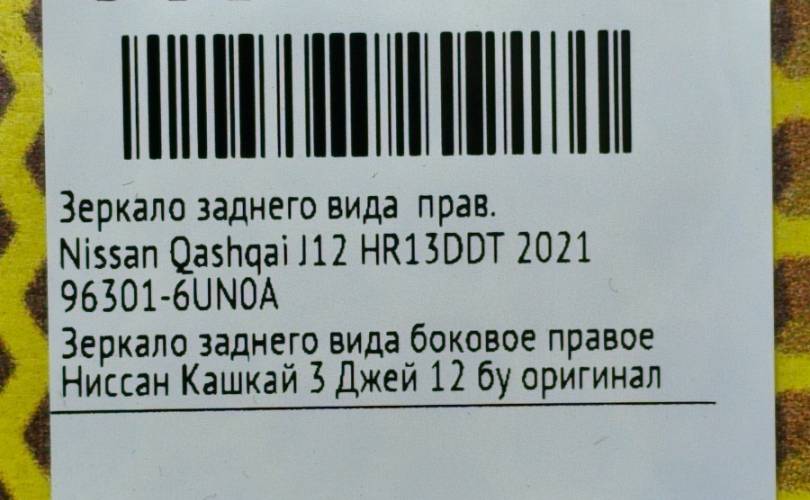 Зеркало заднего вида прав.
Nissan Qashqai J12 HR13DDT 2021
96301-6UN0A
Зеркало заднего вида боковое правое
Ниссан Кашкай 3 Джей 12 бу оригинал